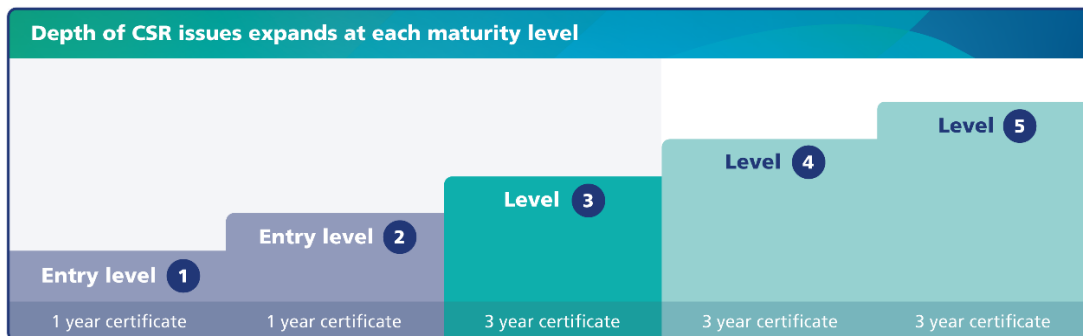 Depth of CSR issues expands at each maturity level
Entry level 1
Entry level 2
Level 3
Level 4
Level 5
1 year certificate
1 year certificate
3 year certificate
3 year certificate
3 year certificate